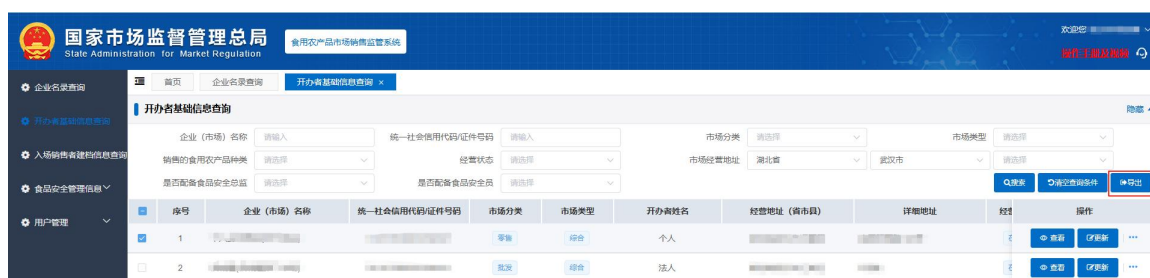 国家市场监督管理总局
State Administration for Market Regulation
食用农产品市场销售监管系统
欢迎您
操作手册及视频
企业名录查询
开办者基础信息查询
入场销售者建档信息查询
食品安全管理信息
用户管理
首页 企业名录查询 开办者基础信息查询 ×
开办者基础信息查询 隐藏
企业（市场）名称 请输入 统一社会信用代码/证件号码 请输入 市场分类 请选择 市场类型 请选择
销售的食用农产品种类 请选择 经营状态 请选择 市场经营地址 湖北省 武汉市 请选择
是否配备食品安全总监 请选择 是否配备食品安全员 请选择 搜索 清空查询条件 导出
序号 企业（市场）名称 统一社会信用代码/证件号码 市场分类 市场类型 开办者姓名 经营地址（省市县） 详细地址 经营 操作
1 零售 综合 个人 查看 更新 ···
2 批发 综合 法人 查看 更新 ···